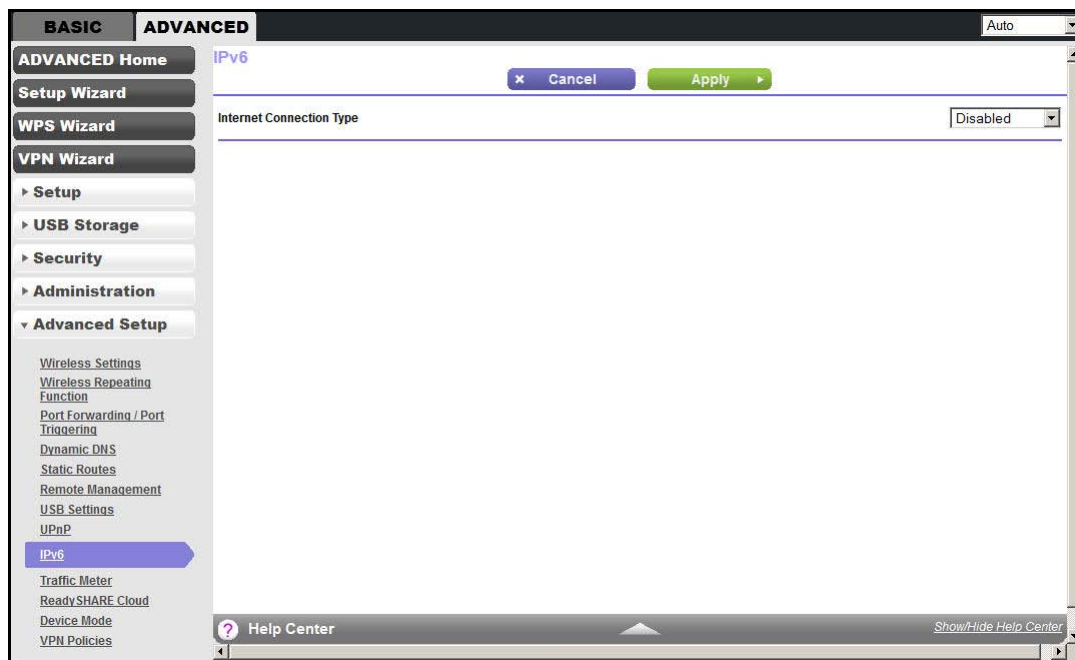 BASIC
ADVANCED
Auto
ADVANCED Home
Setup Wizard
WPS Wizard
VPN Wizard
Setup
USB Storage
Security
Administration
Advanced Setup
Wireless Settings
Wireless Repeating
Function
Port Forwarding / Port
Triggering
Dynamic DNS
Static Routes
Remote Management
USB Settings
UPnP
IPv6
Traffic Meter
ReadySHARE Cloud
Device Mode
VPN Policies
IPv6
× Cancel
Apply
Internet Connection Type
Disabled
? Help Center
Show/Hide Help Center